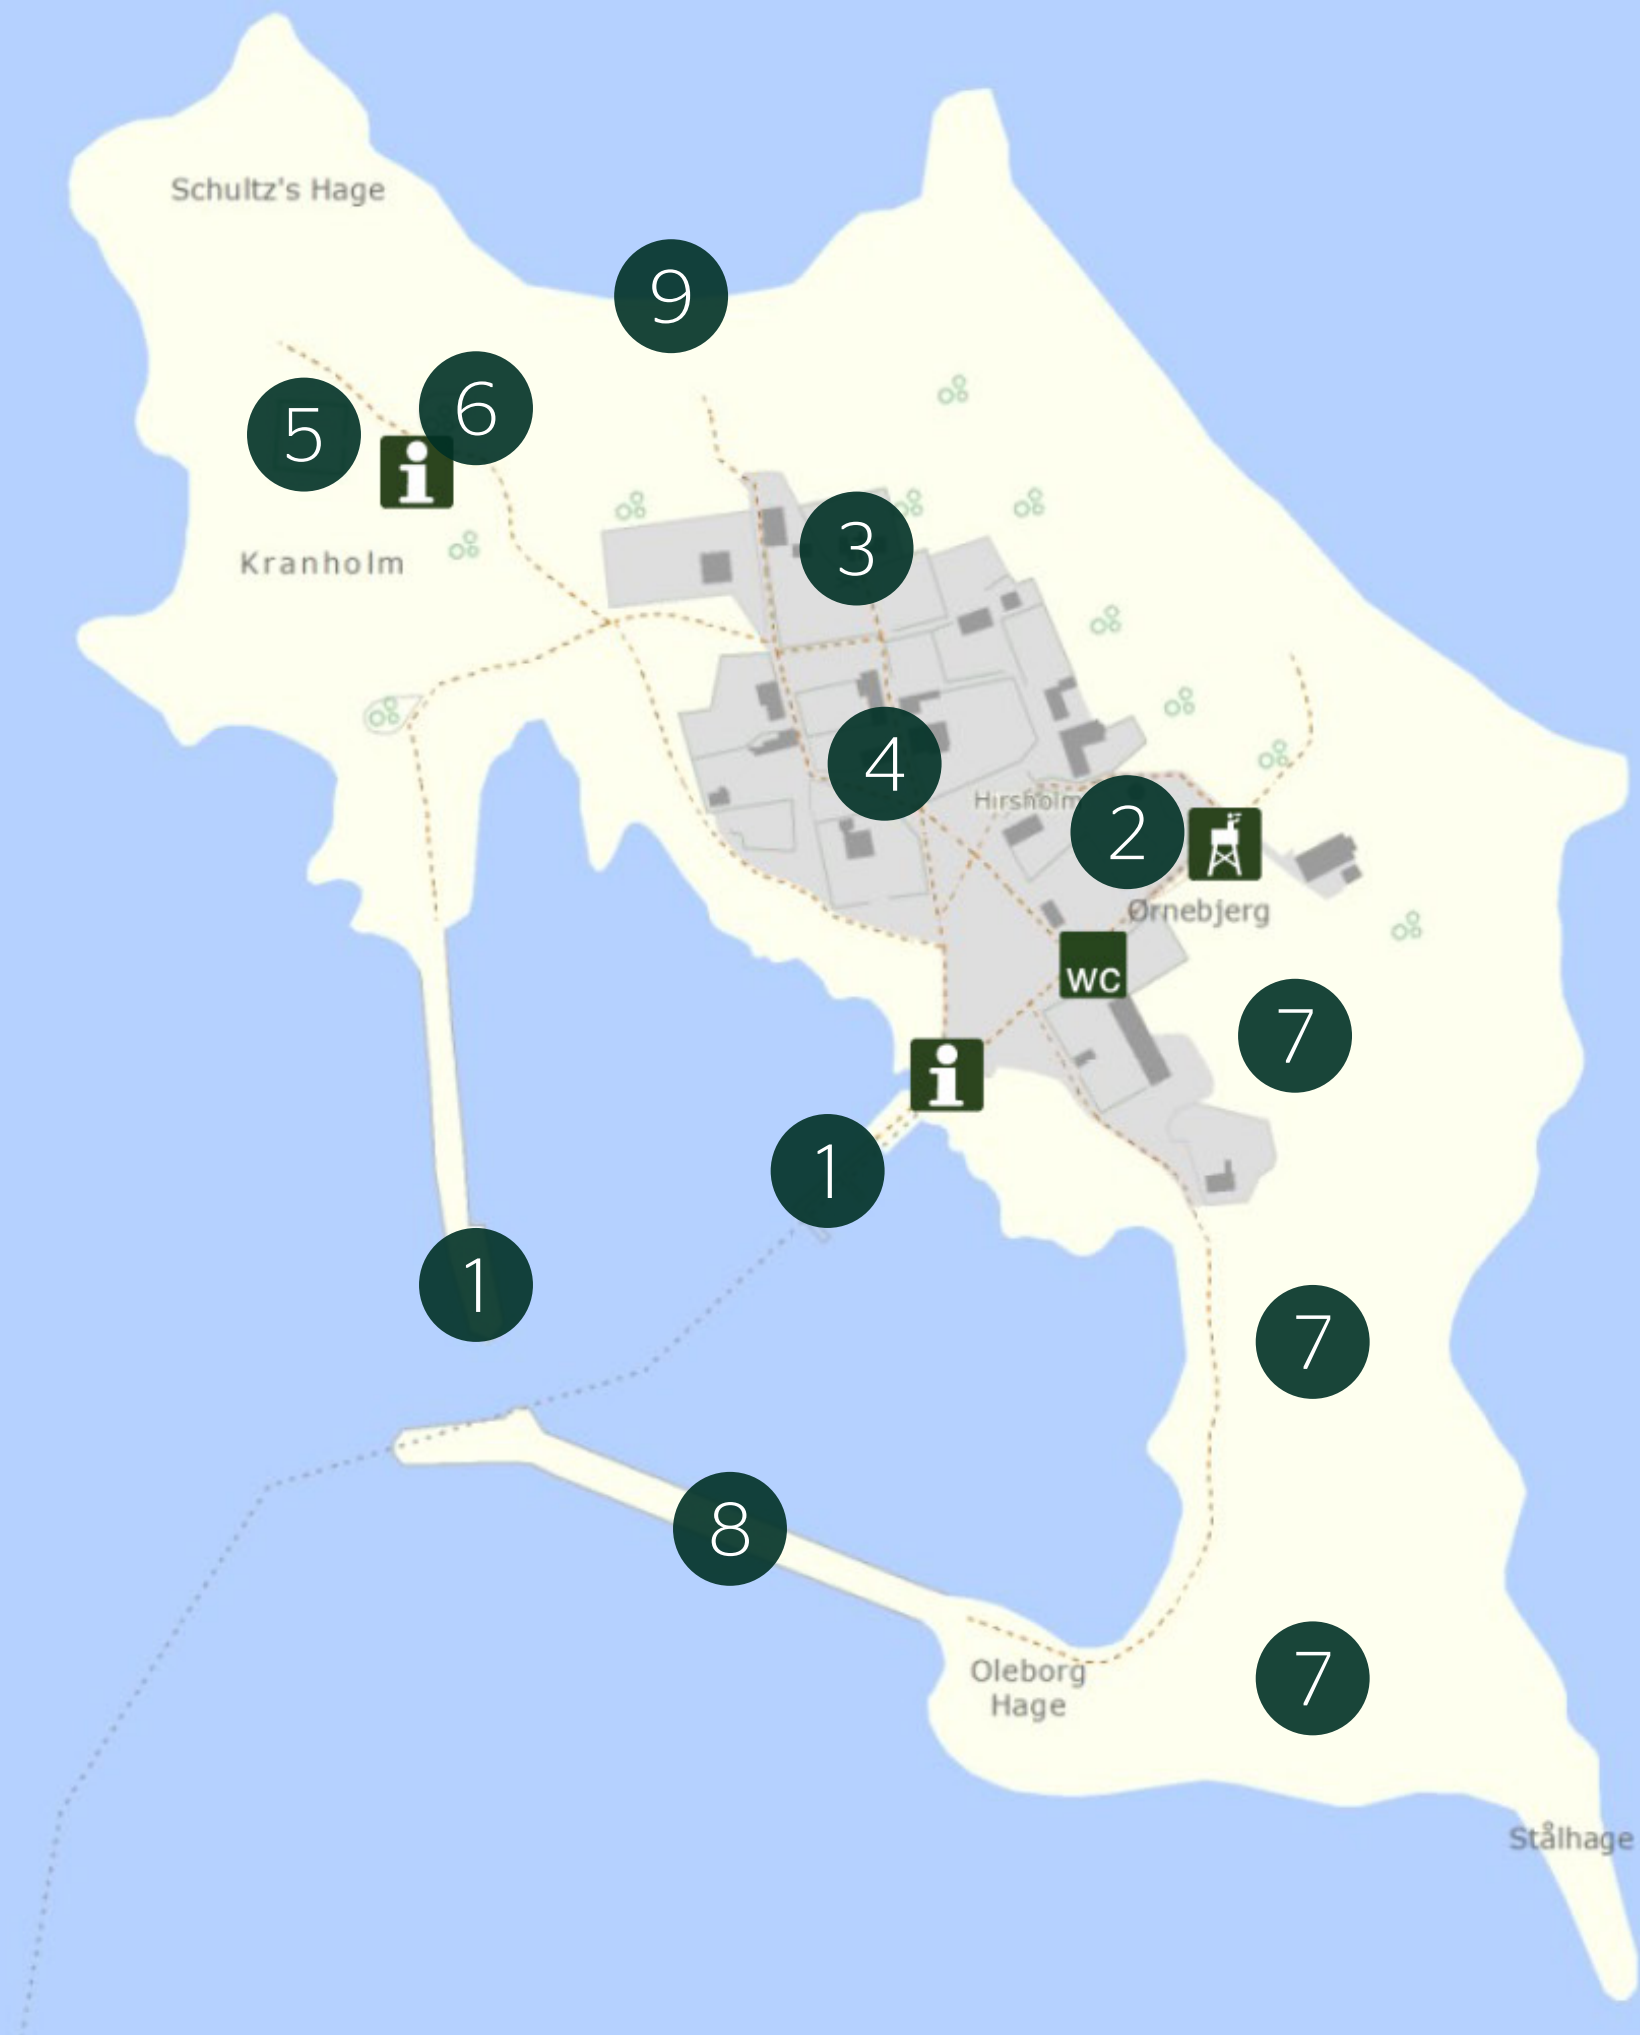 Schultz's Hage
9
6
5
i
3
Kranholm
4
Hirsholm
2
Ørnebjerg
WC
7
i
1
1
7
8
Oleborg
Hage
7
Stålhage